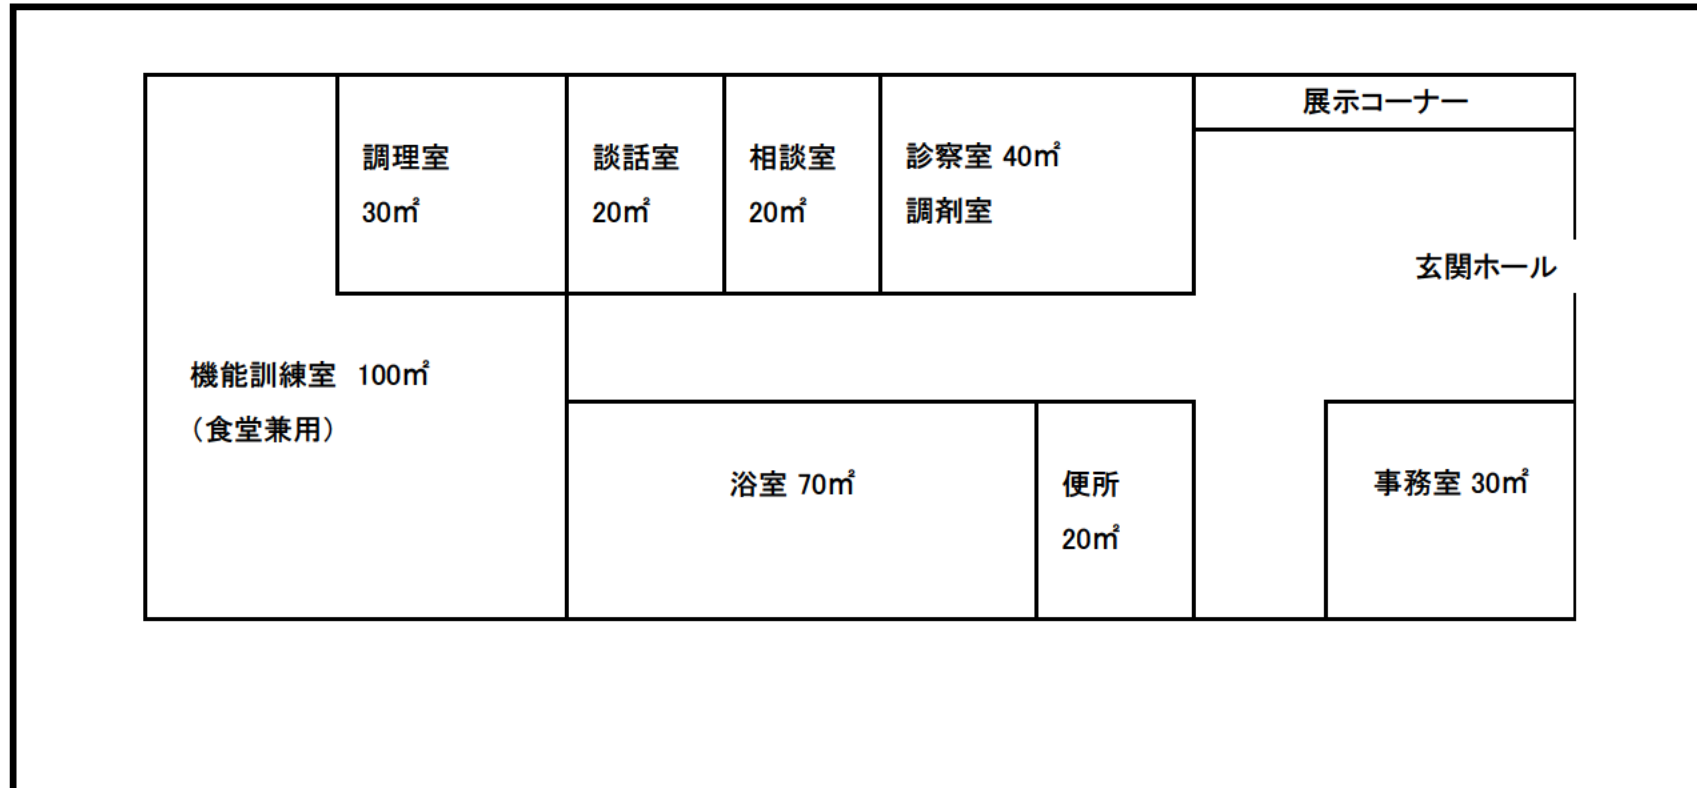 展示コーナー
調理室
30㎡
談話室
20㎡
相談室
20㎡
診察室 40㎡
調剤室
玄関ホール
機能訓練室 100㎡
（食堂兼用）
浴室 70㎡
便所
20㎡
事務室 30㎡